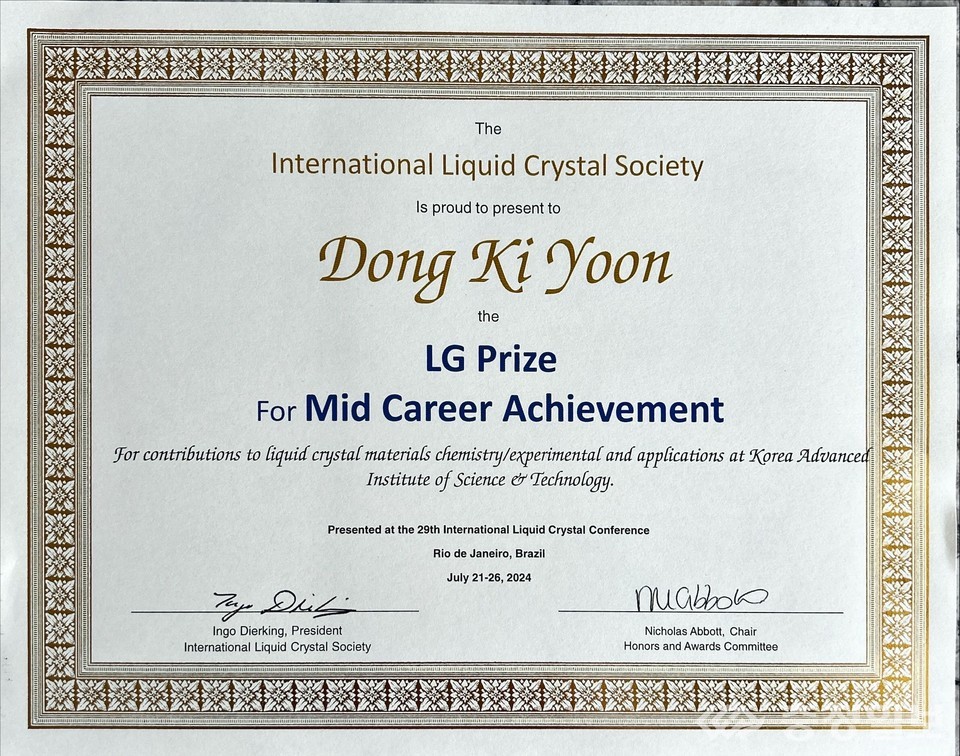 The
International Liquid Crystal Society
Is proud to present to
Dong Ki Yoon
the
LG Prize
For Mid Career Achievement
For contributions to liquid crystal materials chemistry/experimental and applications at Korea Advanced
Institute of Science & Technology.
Presented at the 29th International Liquid Crystal Conference
Rio de Janeiro, Brazil
July 21-26, 2024
Ingo Dierking, President
International Liquid Crystal Society
Nicholas Abbott, Chair
Honors and Awards Committee